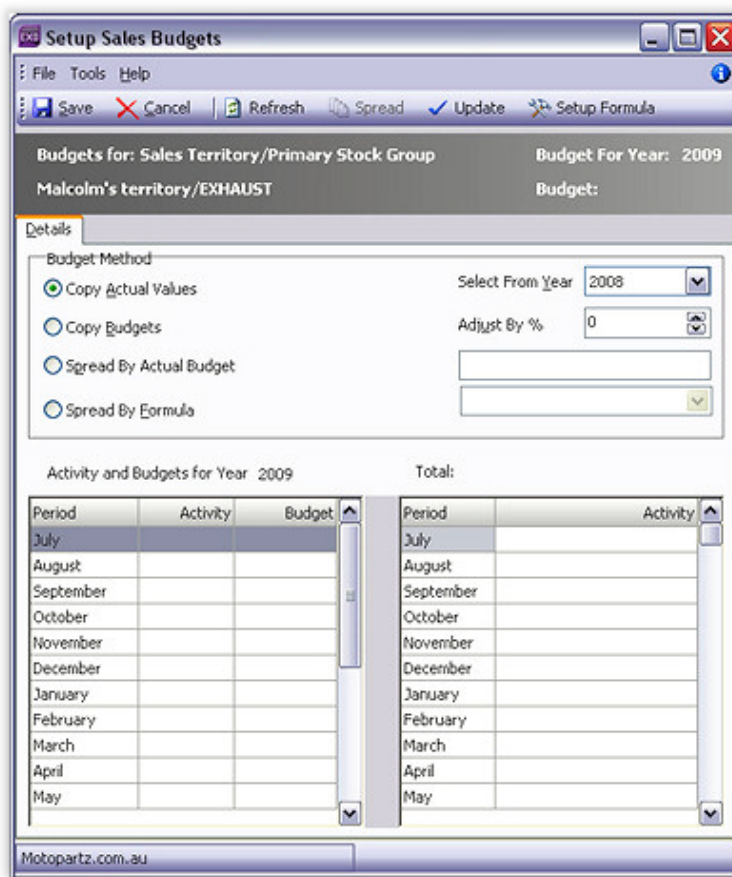 Setup Sales Budgets
File Tools Help
Save Cancel Refresh Spread Update Setup Formula
Budgets for: Sales Territory/Primary Stock Group Budget For Year: 2009
Malcolm's territory/EXHAUST Budget:
Details
Budget Method
Copy Actual Values Select From Year 2008
Copy Budgets Adjust By % 0
Spread By Actual Budget
Spread By Formula
Activity and Budgets for Year 2009 Total:
Period Activity Budget Period Activity
July July
August August
September September
October October
November November
December December
January January
February February
March March
April April
May May
Motopartz.com.au